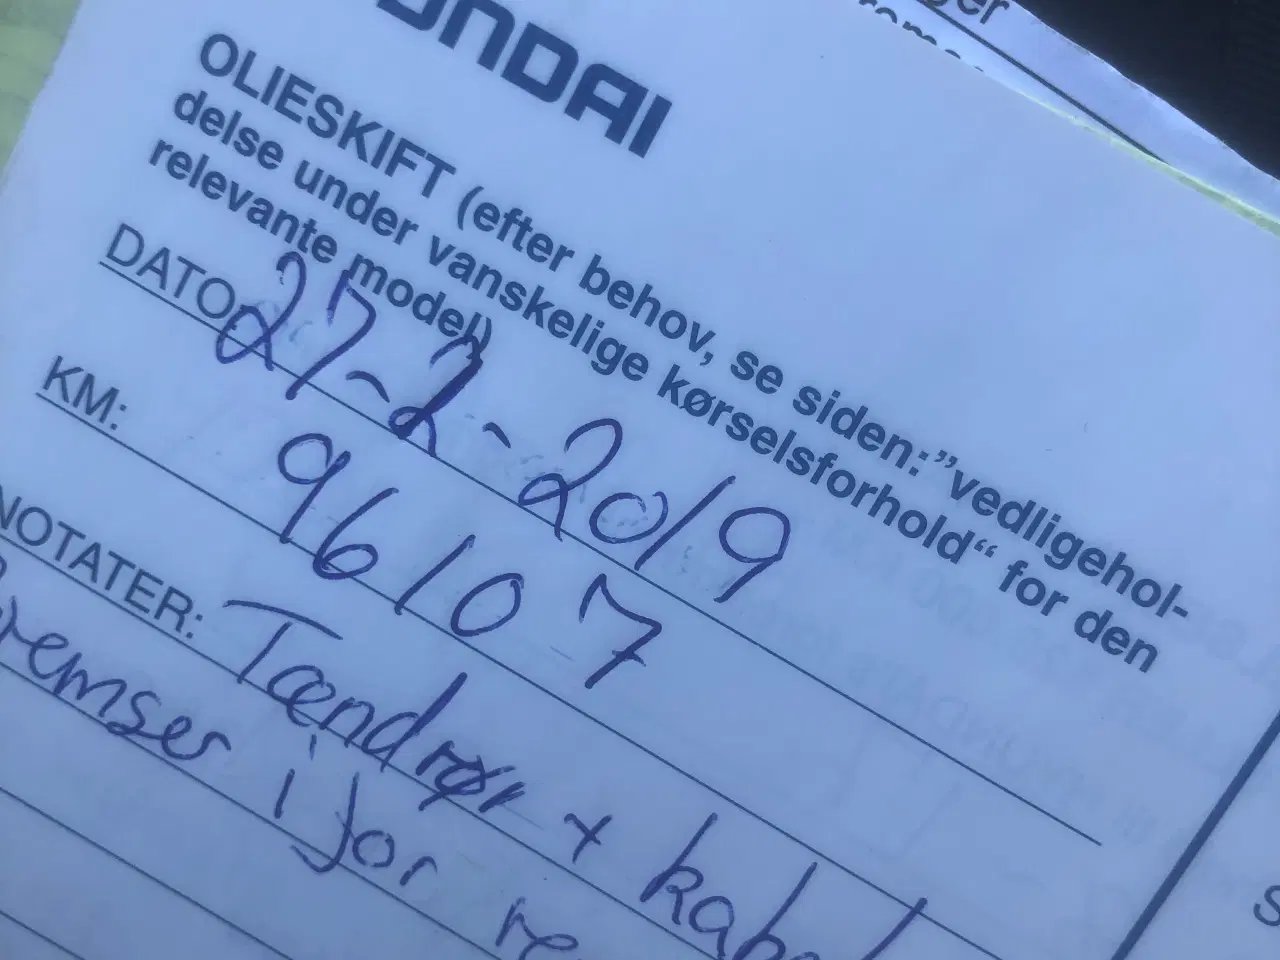 HYUNDAI
OLIESKIFT (efter behov, se siden:”vedligehol-
delse under vanskelige kørselsforhold“ for den
relevante model)
DATO: 27-2-2019
KM: 96107
NOTATER: Tændrør + kabel
Bremser i for